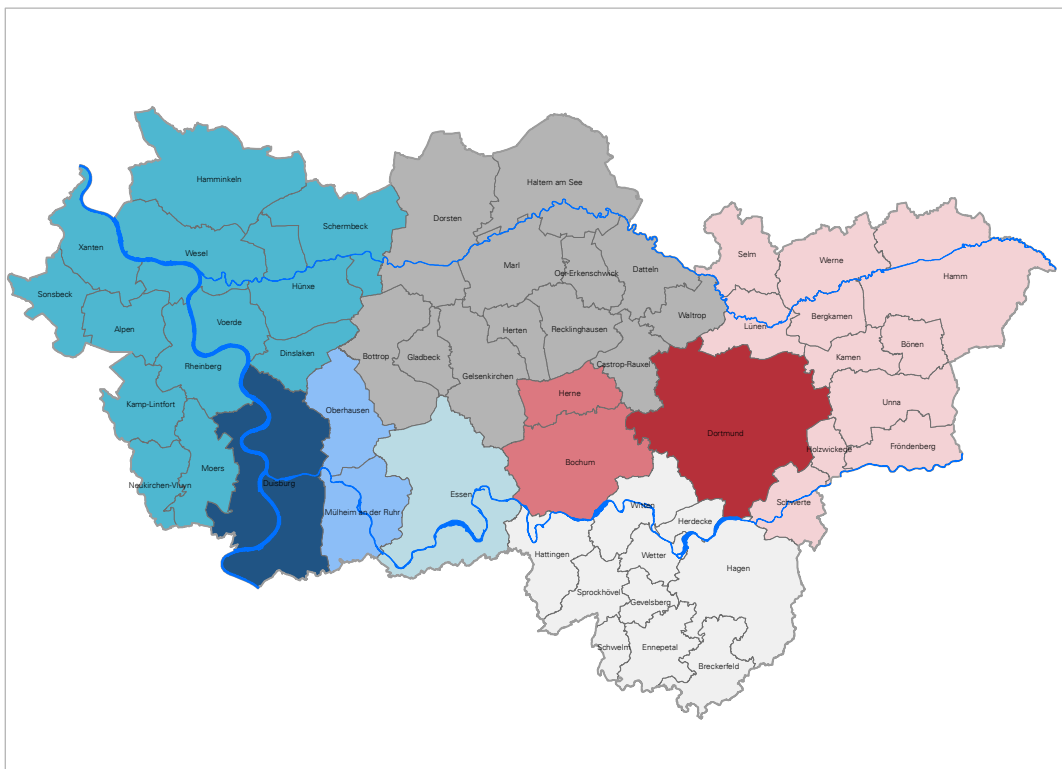 Hamminkeln
Haltern am See
Dorsten
Schermbeck
Xanten
Wesel
Selm
Werne
Marl
Oer-Erkenschwick
Datteln
Hamm
Sonsbeck
Hünxe
Alpen
Voerde
Herten
Recklinghausen
Waltrop
Lünen
Bergkamen
Bönen
Dinslaken
Bottrop
Gladbeck
Kamen
Rheinberg
Gelsenkirchen
Castrop-Rauxel
Herne
Unna
Kamp-Lintfort
Oberhausen
Dortmund
Moers
Bochum
Holzwickede
Fröndenberg
Neukirchen-Vluyn
Duisburg
Essen
Mülheim an der Ruhr
Witten
Schwerte
Herdecke
Hattingen
Wetter
Hagen
Sprockhövel
Gevelsberg
Schwelm
Ennepetal
Breckerfeld